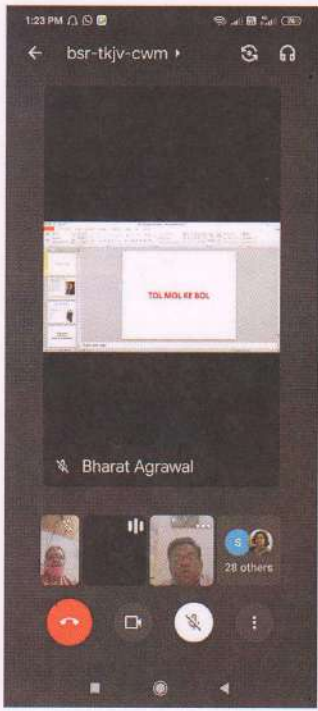 1:23 PM
bsr-tkjv-cwm
TOL MOL KE BOL
Bharat Agrawal
S
28 others